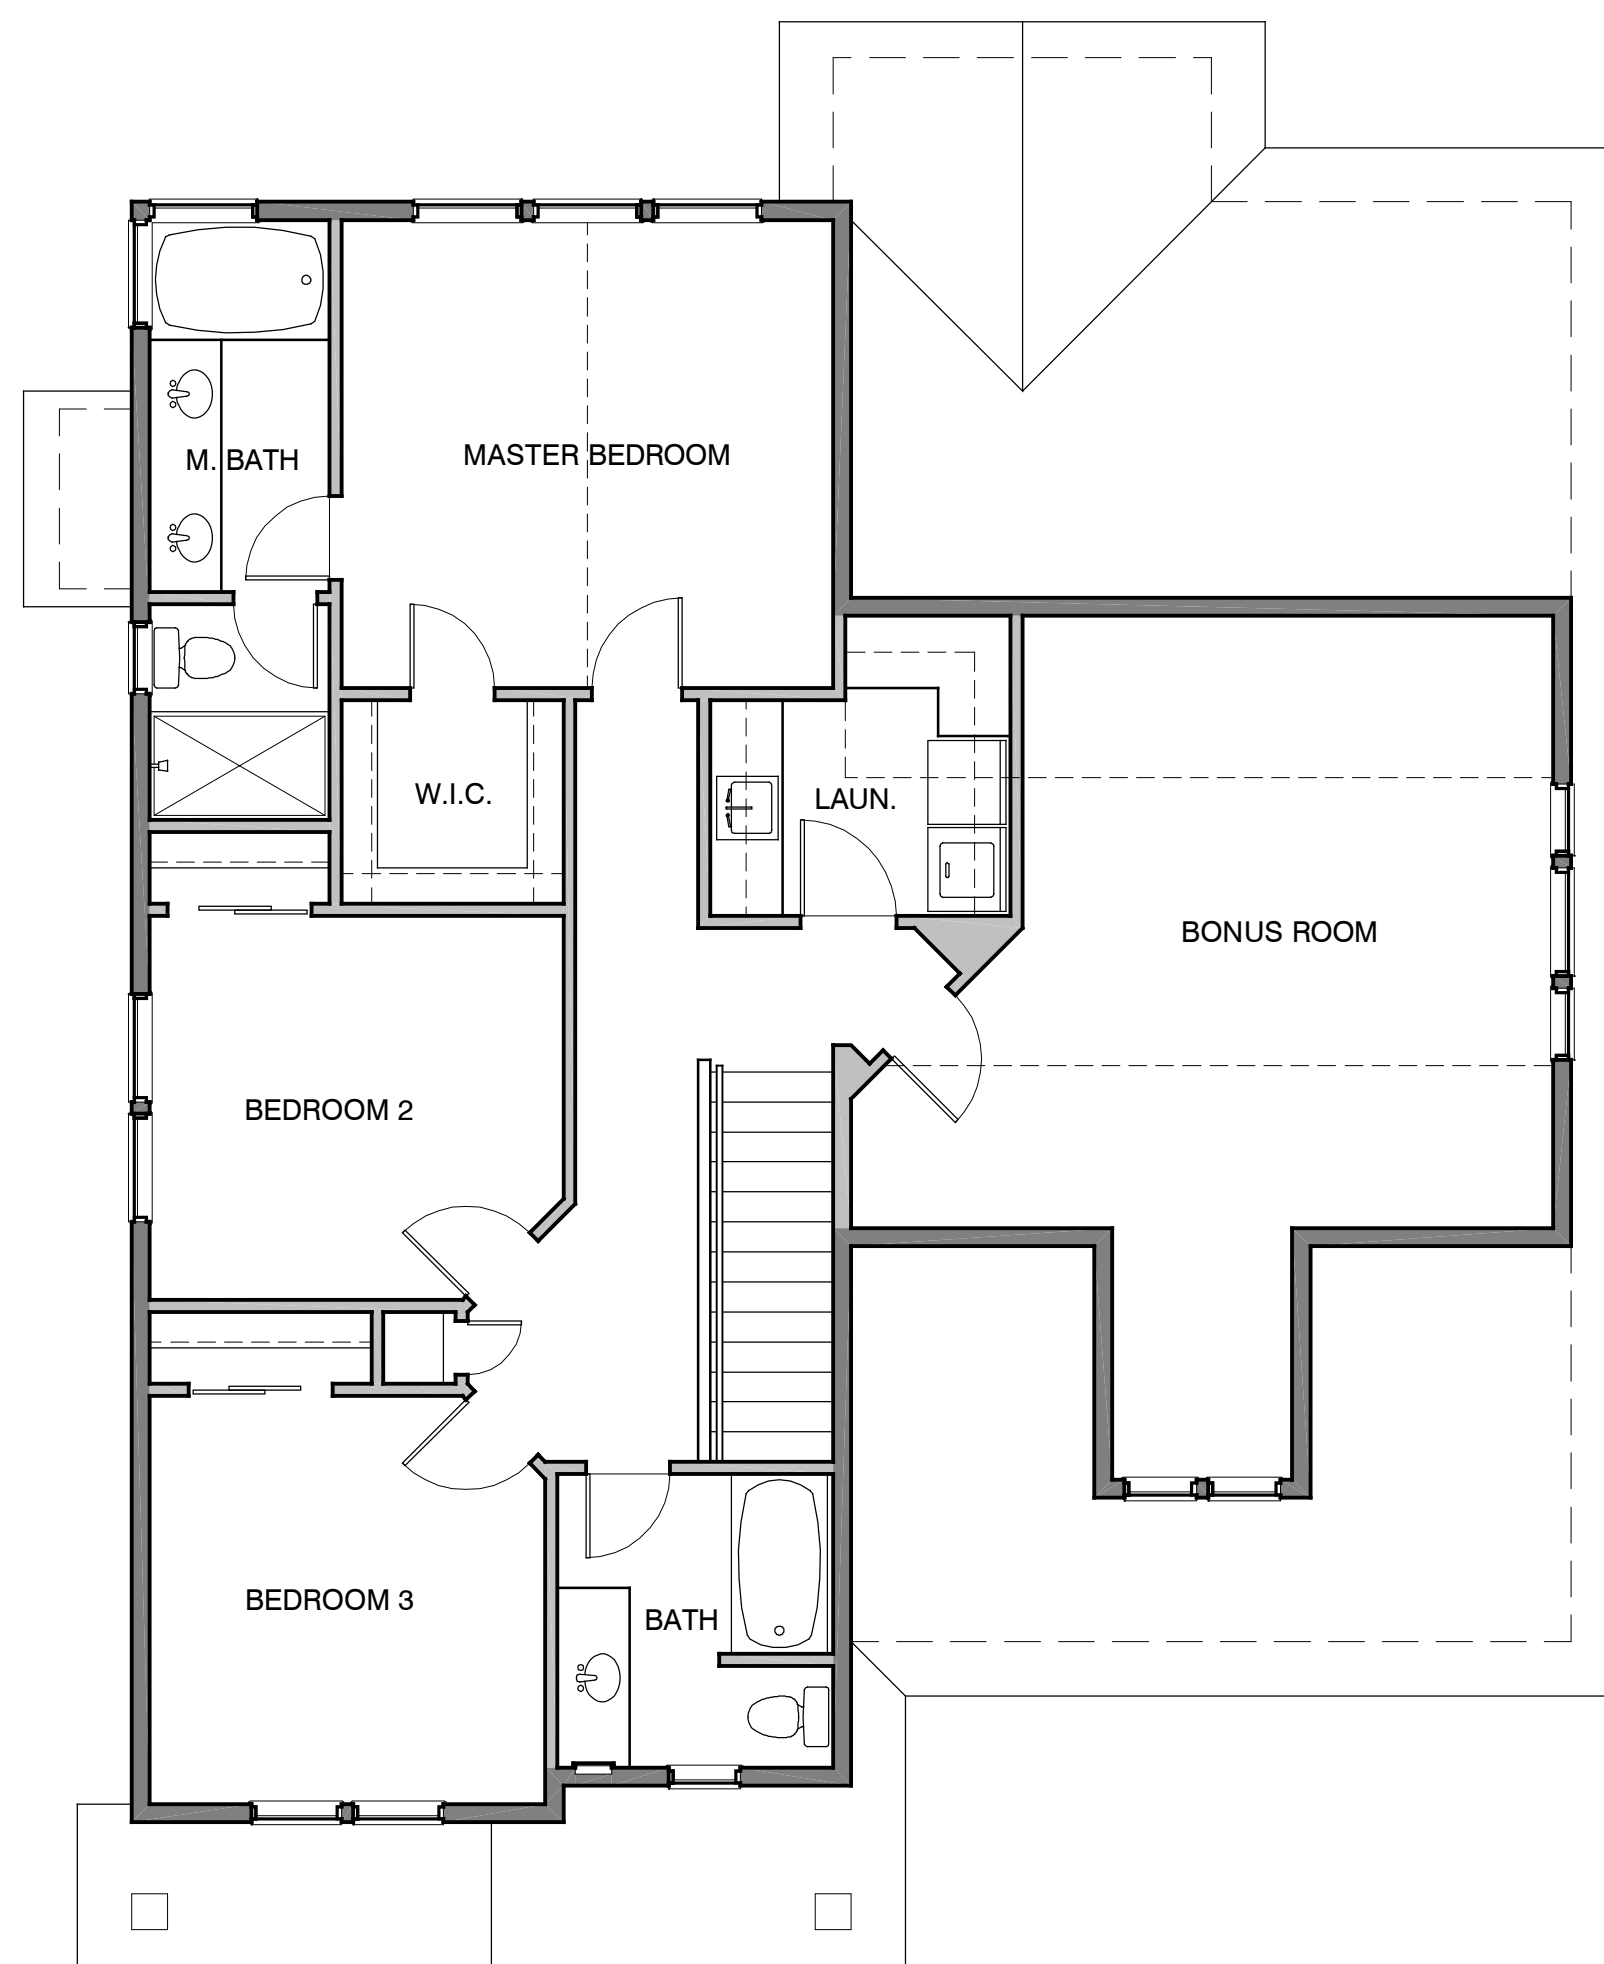 M. BATH
MASTER BEDROOM
W.I.C.
LAUN.
BONUS ROOM
BEDROOM 2
BEDROOM 3
BATH